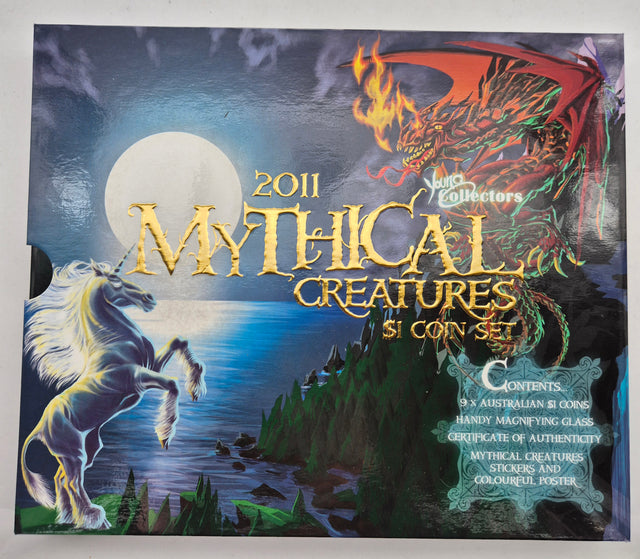 2011
Young
Collectors
MYTHICAL
CREATURES
$1 COIN SET
CONTENTS...
9 X AUSTRALIAN $1 COINS
HANDY MAGNIFYING GLASS
CERTIFICATE OF AUTHENTICITY
MYTHICAL CREATURES
STICKERS AND
COLOURFUL POSTER